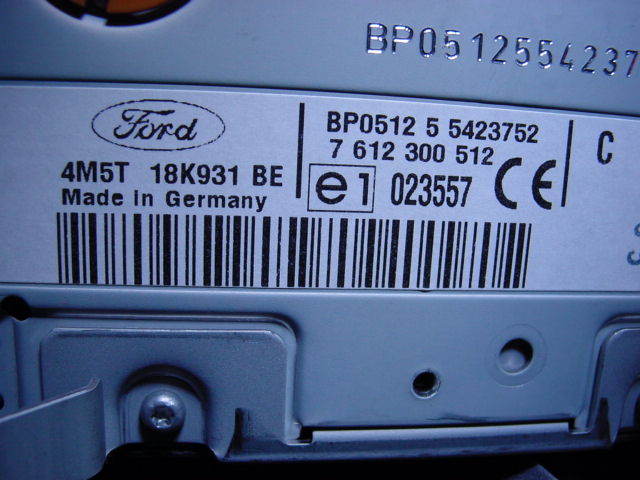 BP0512554237
Ford
BP0512 5 5423752
C
7 612 300 512
4M5T 18K931 BE
e1 023557 CE
Made in Germany